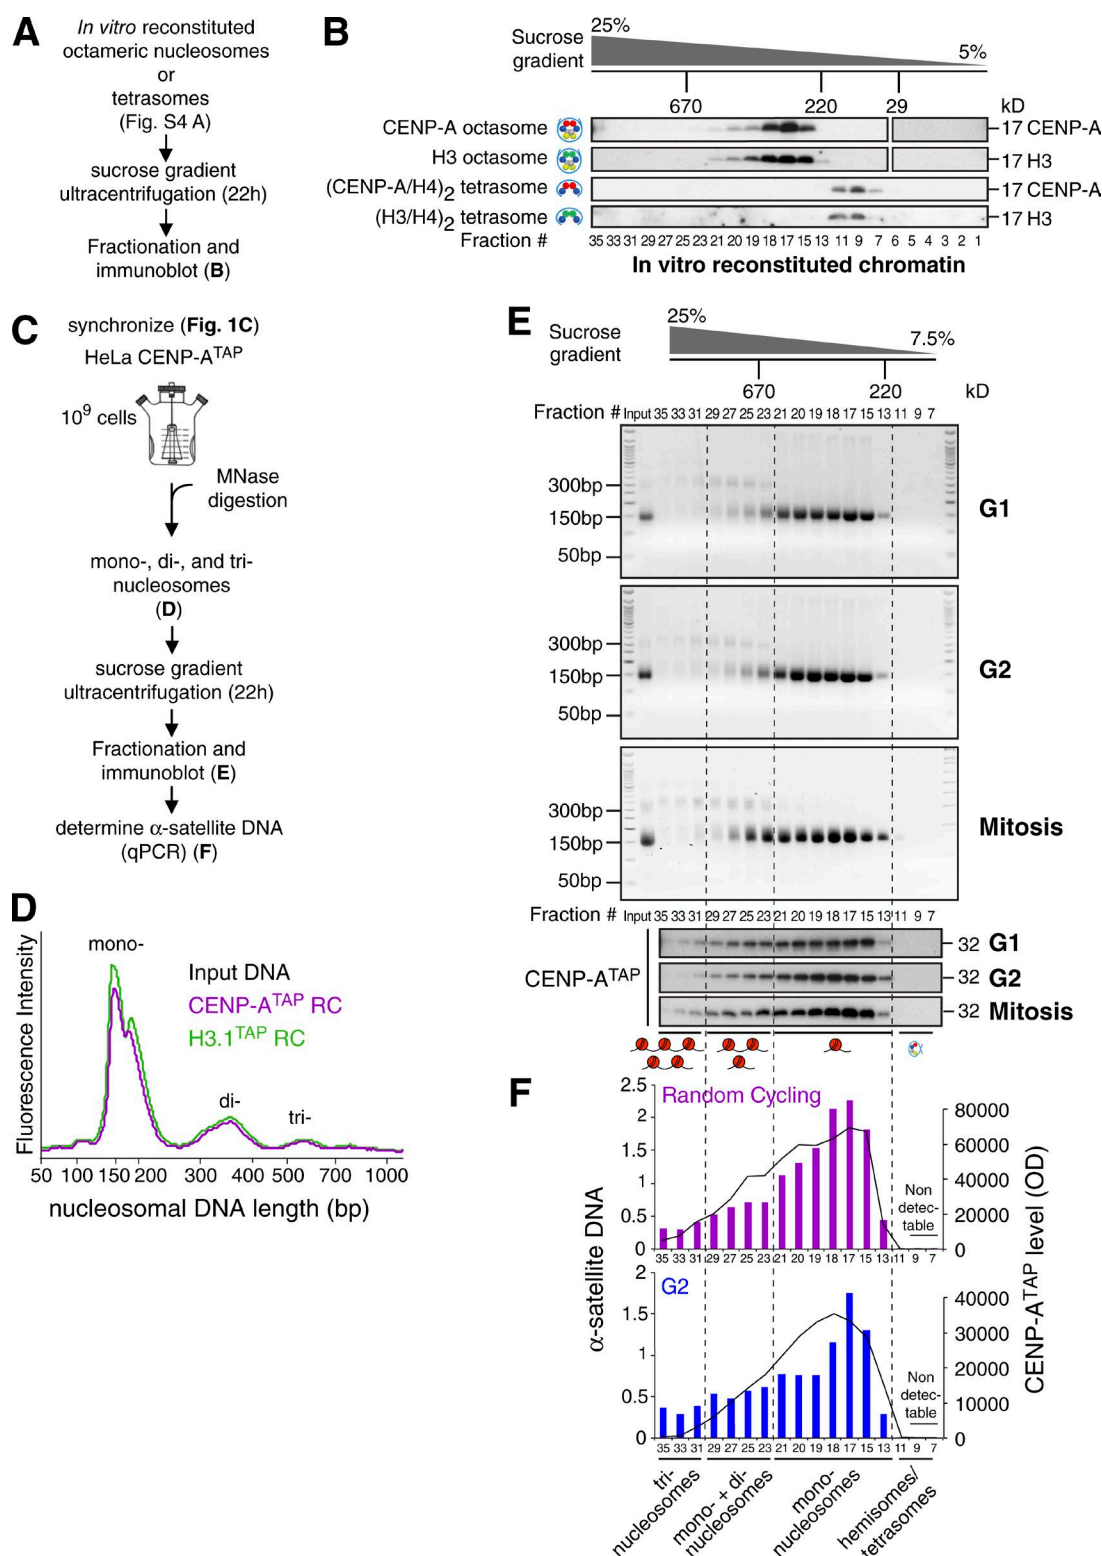 A
In vitro reconstituted
octameric nucleosomes
or
tetrasomes
(Fig. S4 A)
sucrose gradient
ultracentrifugation (22h)
Fractionation and
immunoblot (B)
B
25%
Sucrose
gradient
5%
670 220 29 kD
CENP-A octasome 17 CENP-A
H3 octasome 17 H3
(CENP-A/H4)2 tetrasome 17 CENP-A
(H3/H4)2 tetrasome 17 H3
Fraction # 35 33 31 29 27 25 23 21 20 19 18 17 15 13 11 9 7 6 5 4 3 2 1
In vitro reconstituted chromatin
C
synchronize (Fig. 1C)
HeLa CENP-ATAP
10^9 cells
MNase
digestion
mono-, di-, and tri-
nucleosomes
(D)
sucrose gradient
ultracentrifugation (22h)
Fractionation and
immunoblot (E)
determine α-satellite DNA
(qPCR) (F)
D
Fluorescence Intensity
mono-
Input DNA
CENP-ATAP RC
H3.1TAP RC
di-
tri-
50 100 150 200 300 400 500 700 1000
nucleosomal DNA length (bp)
E
25%
Sucrose
gradient
7.5%
670 220 kD
Fraction # Input 35 33 31 29 27 25 23 21 20 19 18 17 15 13 11 9 7
300bp
150bp
50bp
G1
300bp
150bp
50bp
G2
300bp
150bp
50bp
Mitosis
Fraction # Input 35 33 31 29 27 25 23 21 20 19 18 17 15 13 11 9 7
CENP-ATAP
32 G1
32 G2
32 Mitosis
F
α-satellite DNA
CENP-ATAP level (OD)
Random Cycling
2.5
2
1.5
1
0.5
0
80000
60000
40000
20000
0
Non
detec-
table
35 33 31 29 27 25 23 21 20 19 18 17 15 13 11 9 7
G2
2
1.5
1
0.5
0
40000
30000
20000
10000
0
Non
detec-
table
35 33 31 29 27 25 23 21 20 19 18 17 15 13 11 9 7
tri-
nucleosomes
mono- + di-
nucleosomes
mono-
nucleosomes
hemisomes/
tetrasomes